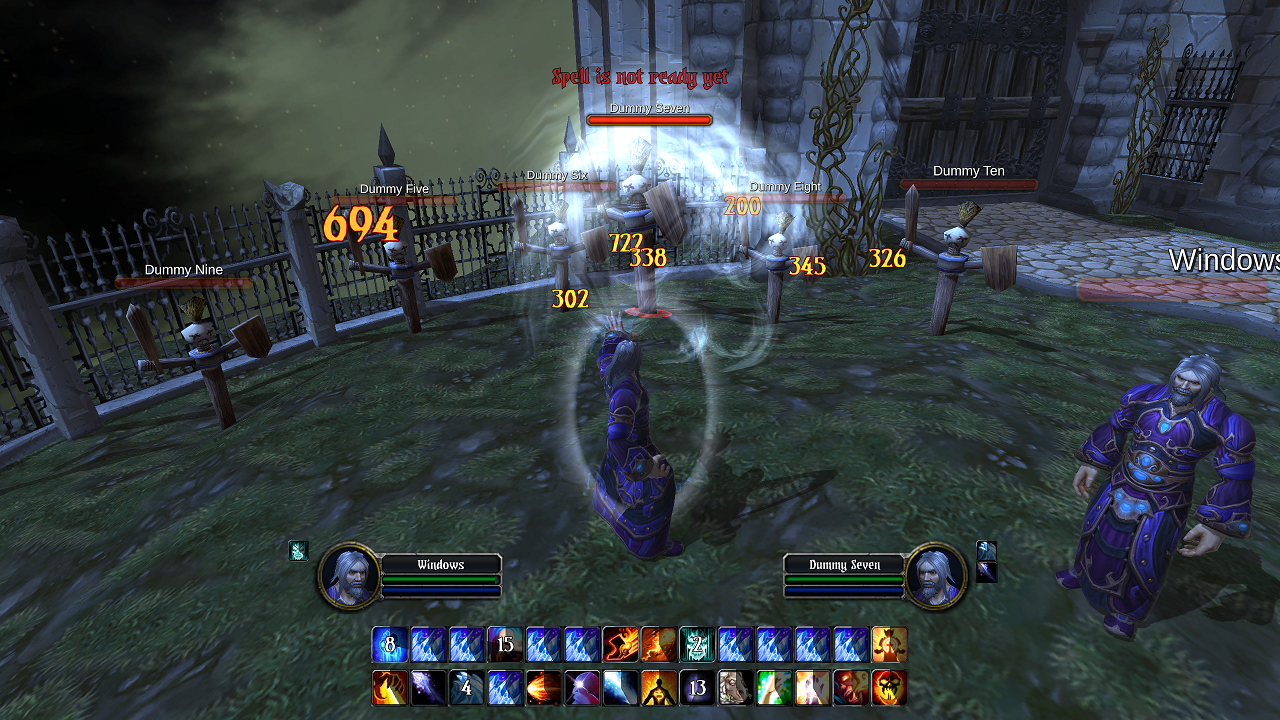 Spell is not ready yet
Dummy Seven
Dummy Six
Dummy Ten
Dummy Five
Dummy Eight
200
694
722
338
345
326
Windows
Dummy Nine
302
Windows
Dummy Seven
8
15
2
4
13